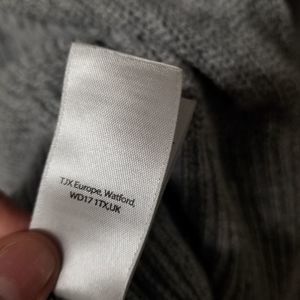 TJX Europe, Watford,
WD17 1TX,UK